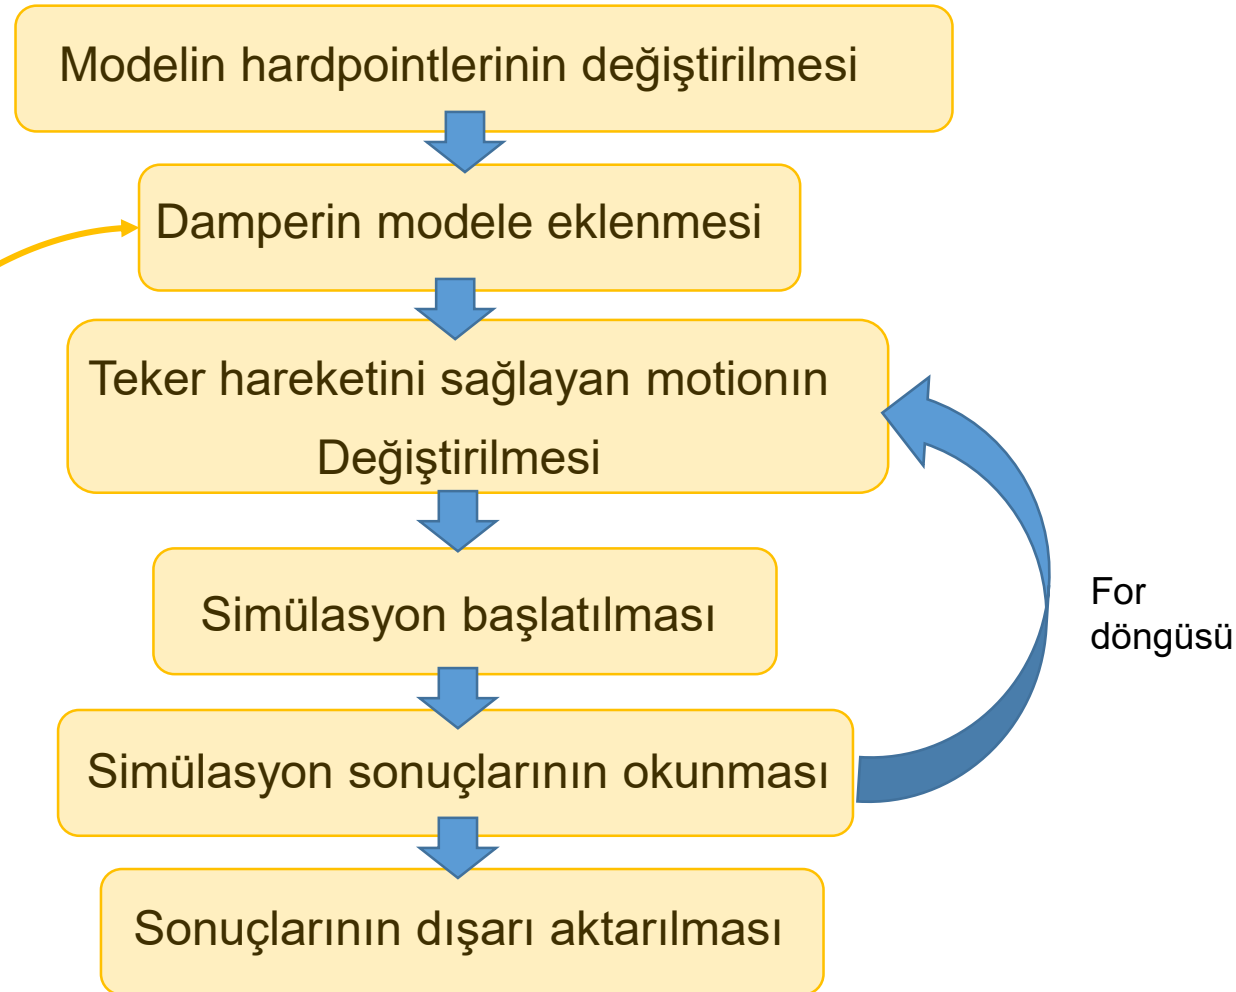 Modelin hardpointlerinin değiştirilmesi
Damperin modele eklenmesi
Teker hareketini sağlayan motionın
Değiştirilmesi
Simülasyon başlatılması
For
döngüsü
Simülasyon sonuçlarının okunması
Sonuçlarının dışarı aktarılması